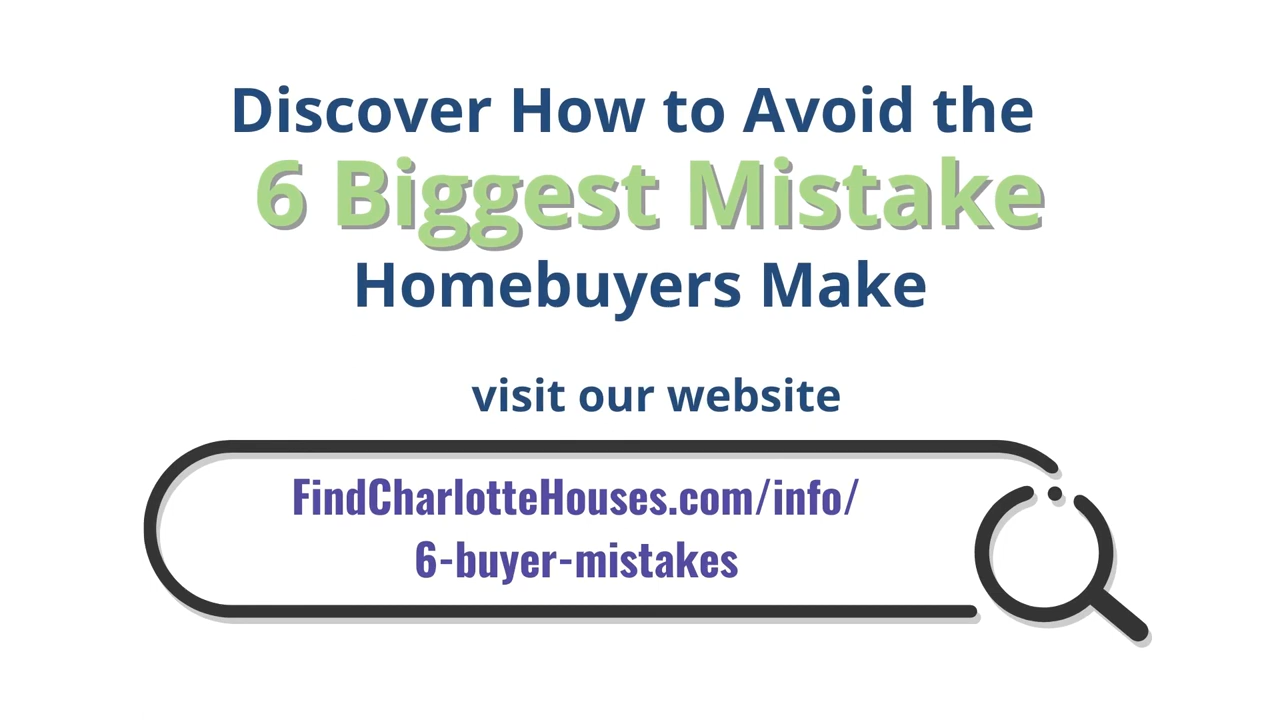 Discover How to Avoid the
6 Biggest Mistake
Homebuyers Make
visit our website
FindCharlotteHouses.com/info/
6-buyer-mistakes